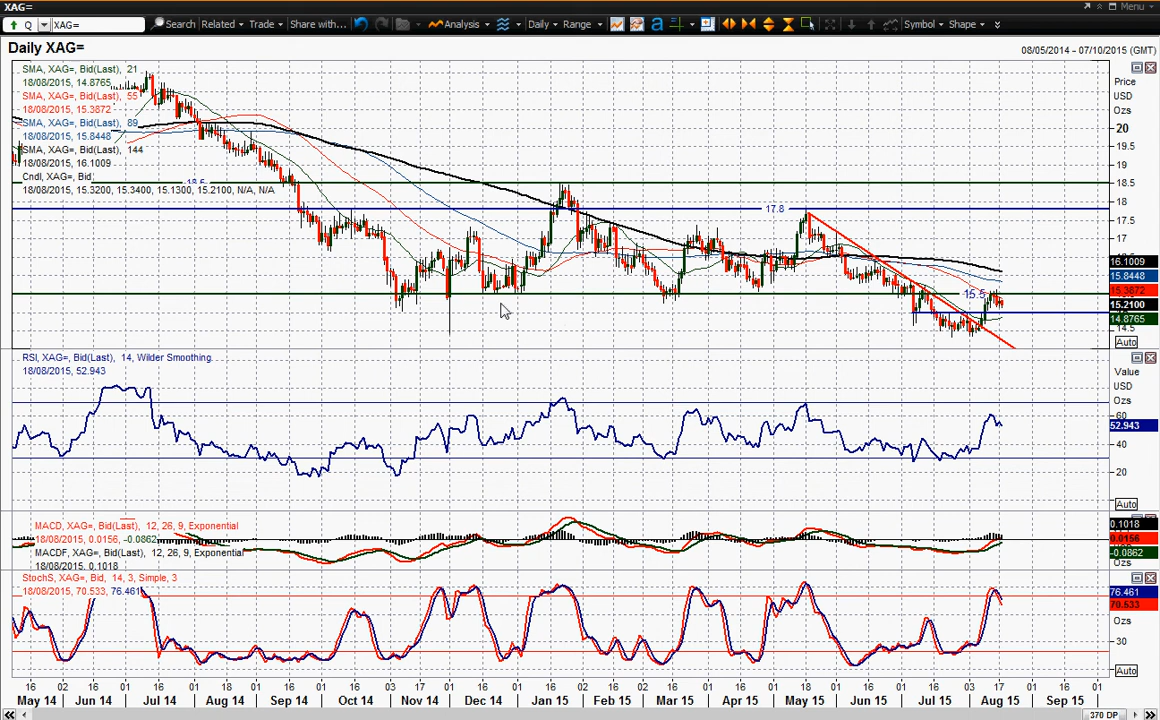 XAG=
Menu
Q XAG= Search Related Trade Share with... Analysis Daily Range a Symbol Shape
Daily XAG=
08/05/2014 - 07/10/2015 (GMT)
SMA, XAG=, Bid(Last), 21
18/08/2015, 14.8765
SMA, XAG=, Bid(Last), 55
18/08/2015, 15.3872
SMA, XAG=, Bid(Last), 89
18/08/2015, 15.8448
SMA, XAG=, Bid(Last), 144
18/08/2015, 16.1009
Cndl, XAG=, Bid
18/08/2015, 15.3200, 15.3400, 15.1300, 15.2100, N/A, N/A
18.5
17.8
15.5
Price
USD
Ozs
20
19.5
19
18.5
18
17.5
17
16.1009
15.8448
15.3872
15.2100
14.8765
14.5
Auto
RSI, XAG=, Bid(Last), 14, Wilder Smoothing
18/08/2015, 52.943
Value
USD
Ozs
60
52.943
40
20
Auto
MACD, XAG=, Bid(Last), 12, 26, 9, Exponential
18/08/2015, 0.0156, -0.0862
MACDF, XAG=, Bid(Last), 12, 26, 9, Exponential
18/08/2015, 0.1018
0.1018
0.0156
-0.0862
Ozs
StochS, XAG=, Bid, 14, 3, Simple, 3
18/08/2015, 70.533, 76.461
76.461
70.533
Ozs
30
Auto
16 02 16 01 16 01 18 01 16 01 16 03 17 01 16 01 16 02 16 02 16 01 16 01 18 01 16 01 16 03 17 01 16 01
May 14 Jun 14 Jul 14 Aug 14 Sep 14 Oct 14 Nov 14 Dec 14 Jan 15 Feb 15 Mar 15 Apr 15 May 15 Jun 15 Jul 15 Aug 15 Sep 15
370 DP